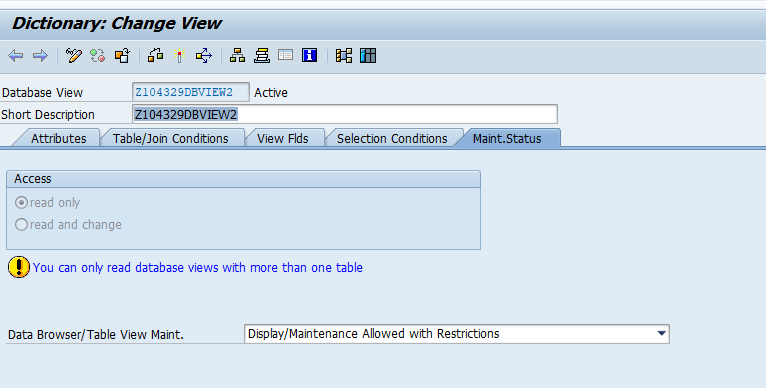 Dictionary: Change View
Database View Z104329DBVIEW2 Active
Short Description Z104329DBVIEW2
Attributes Table/Join Conditions View Flds Selection Conditions Maint.Status
Access
read only
read and change
You can only read database views with more than one table
Data Browser/Table View Maint. Display/Maintenance Allowed with Restrictions